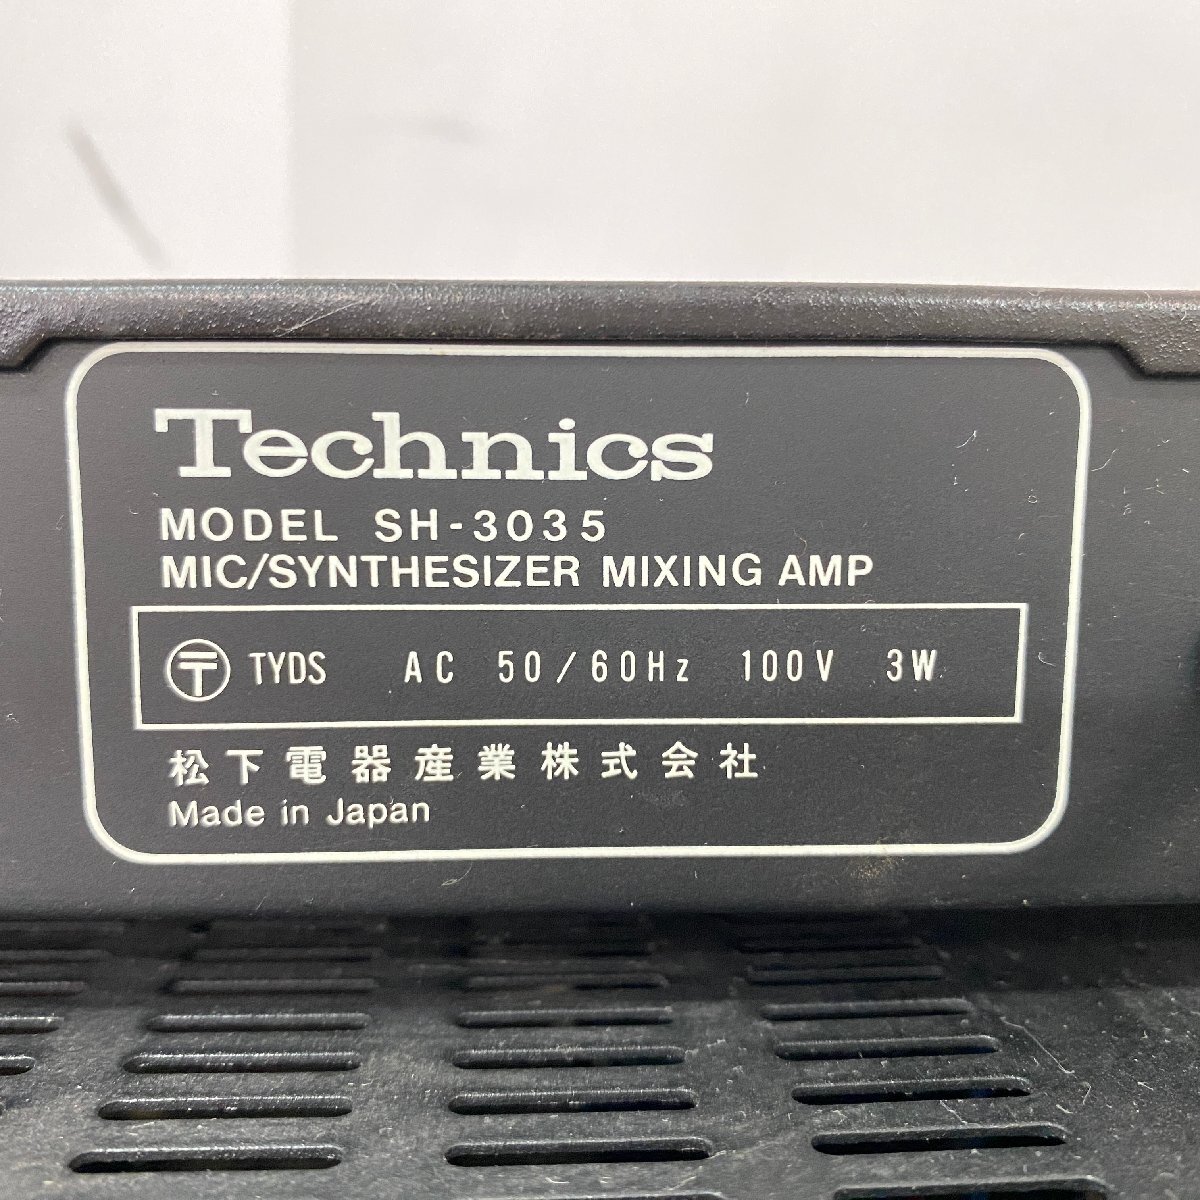 Technics
MODEL SH-3035
MIC/SYNTHESIZER MIXING AMP
〒 TYDS AC 50/60Hz 100V 3W
松下電器産業株式会社
Made in Japan